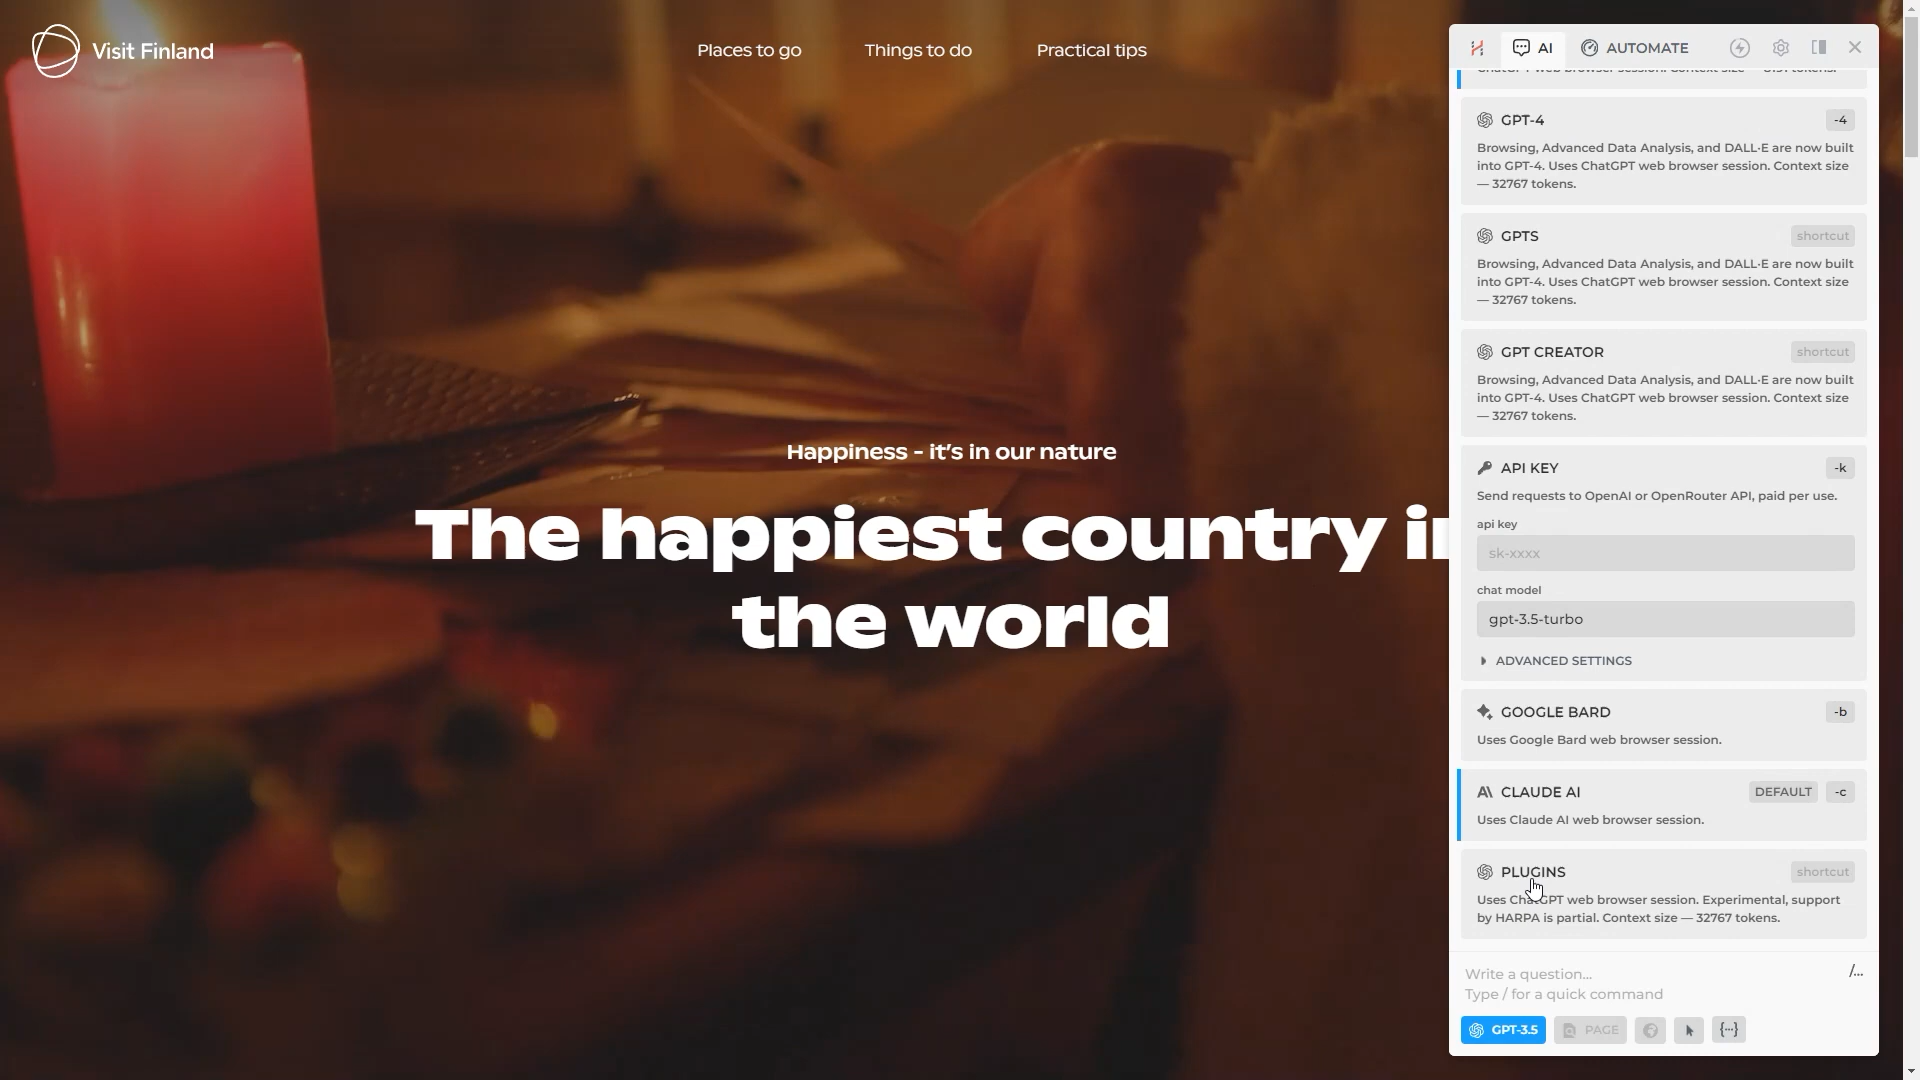 Visit Finland
Places to go
Things to do
Practical tips
Happiness - it's in our nature
The happiest country in
the world
AI
AUTOMATE
GPT-4
-4
Browsing, Advanced Data Analysis, and DALL·E are now built
into GPT-4. Uses ChatGPT web browser session. Context size
— 32767 tokens.
GPTS
shortcut
Browsing, Advanced Data Analysis, and DALL·E are now built
into GPT-4. Uses ChatGPT web browser session. Context size
— 32767 tokens.
GPT CREATOR
shortcut
Browsing, Advanced Data Analysis, and DALL·E are now built
into GPT-4. Uses ChatGPT web browser session. Context size
— 32767 tokens.
API KEY
-k
Send requests to OpenAI or OpenRouter API, paid per use.
api key
sk-xxxx
chat model
gpt-3.5-turbo
ADVANCED SETTINGS
GOOGLE BARD
-b
Uses Google Bard web browser session.
CLAUDE AI
DEFAULT
-c
Uses Claude AI web browser session.
PLUGINS
shortcut
Uses ChatGPT web browser session. Experimental, support
by HARPA is partial. Context size — 32767 tokens.
Write a question...
/...
Type / for a quick command
GPT-3.5
PAGE
{···}